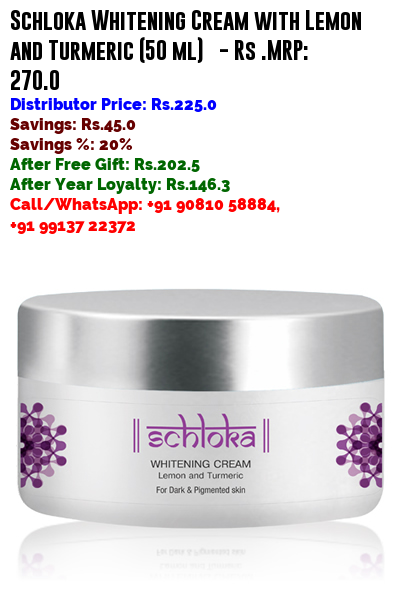 Schloka Whitening Cream with Lemon
and Turmeric (50 ml)   - Rs .MRP:
270.0
Distributor Price: Rs.225.0
Savings: Rs.45.0
Savings %: 20%
After Free Gift: Rs.202.5
After Year Loyalty: Rs.146.3
Call/WhatsApp: +91 90810 58884,
+91 99137 22372
|| schloka ||
WHITENING CREAM
Lemon and Turmeric
For Dark & Pigmented skin